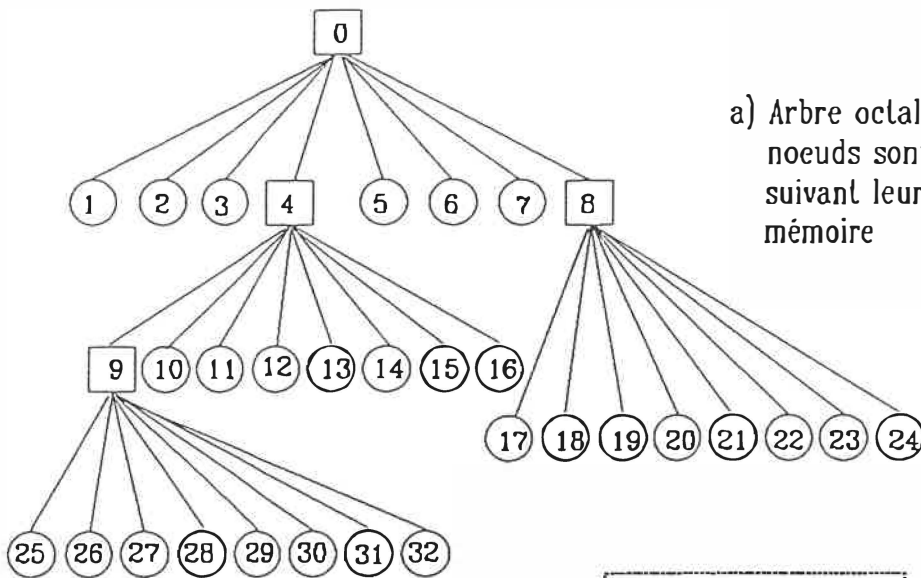 0
a) Arbre octal
noeuds son
suivant leur
mémoire
1 2 3 4 5 6 7 8
9 10 11 12 13 14 15 16
17 18 19 20 21 22 23 24
25 26 27 28 29 30 31 32